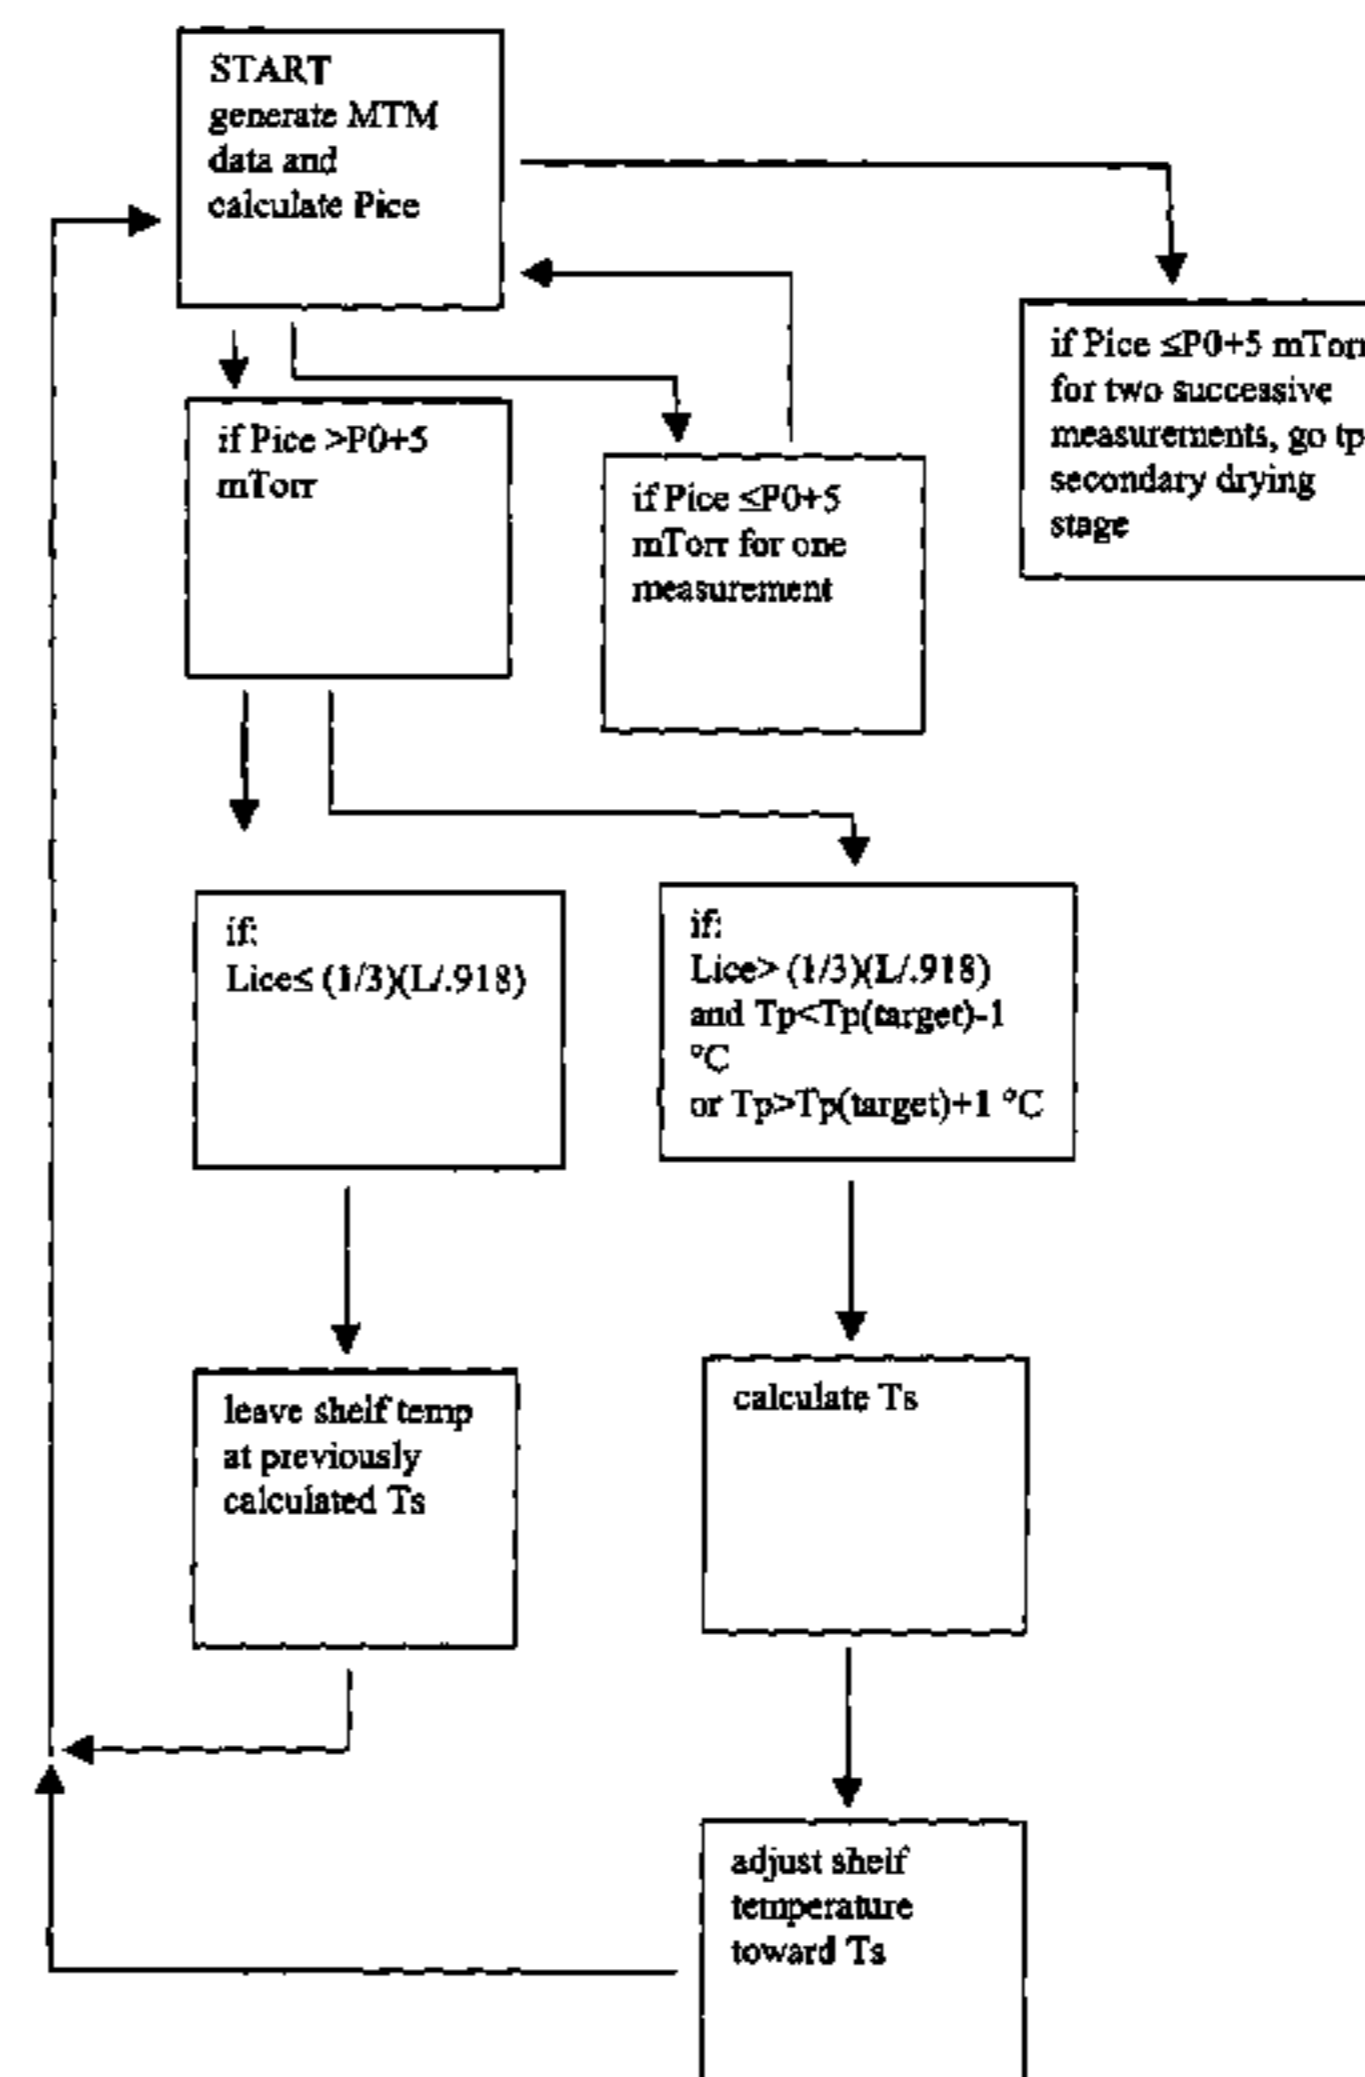 START
generate MTM
data and
calculate Pice
if Pice ≤P0+5 mTorr
for two successive
measurements, go tp
secondary drying
stage
if Pice >P0+5
mTorr
if Pice ≤P0+5
mTorr for one
measurement
if:
Lice≤ (1/3)(L/.918)
if:
Lice> (1/3)(L/.918)
and Tp<Tp(target)-1
°C
or Tp>Tp(target)+1 °C
leave shelf temp
at previously
calculated Ts
calculate Ts
adjust shelf
temperature
toward Ts